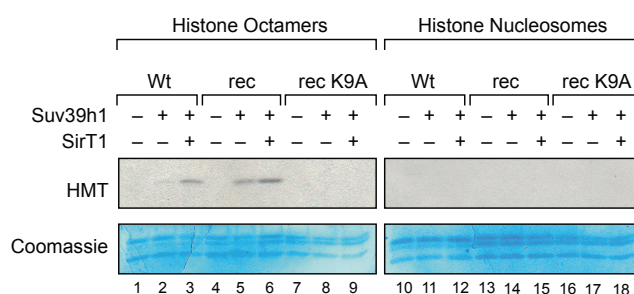 Histone Octamers Histone Nucleosomes
Wt rec rec K9A Wt rec rec K9A
Suv39h1 – + + – + + – + + – + + – + + – + +
SirT1 – – + – – + – – + – – + – – + – – +
HMT
Coomassie
1 2 3 4 5 6 7 8 9 10 11 12 13 14 15 16 17 18